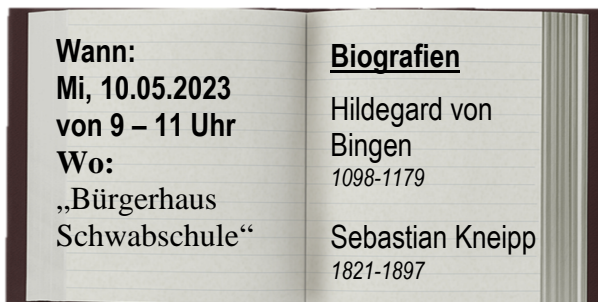 Wann:
Mi, 10.05.2023
von 9 – 11 Uhr
Wo:
„Bürgerhaus
Schwabschule“
Biografien
Hildegard von
Bingen
1098-1179
Sebastian Kneipp
1821-1897